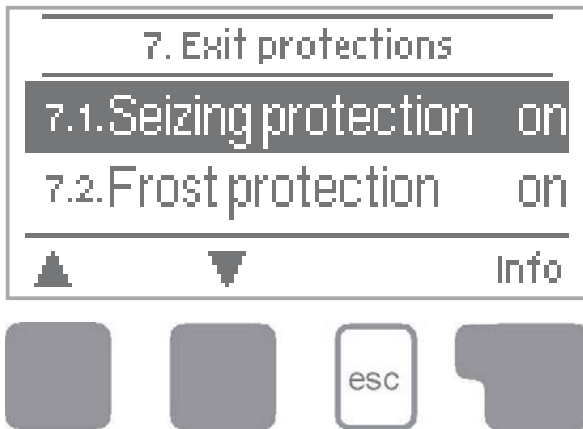 7. Exit protections
7.1.Seizing protection on
7.2.Frost protection on
Info
esc